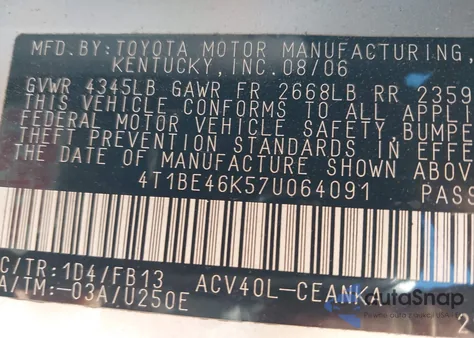 MFD.BY:TOYOTA MOTOR MANUFACTURING,
KENTUCKY,INC.08/06
GVWR 4345LB GAWR FR 2668LB RR 2359
THIS VEHICLE CONFORMS TO ALL APPLI
FEDERAL MOTOR VEHICLE SAFETY,BUMPE
THEFT PREVENTION STANDARDS IN EFFE
THE DATE OF MANUFACTURE SHOWN ABOV
4T1BE46K57U064091 PASS
C/TR:1D4/FB13
ACV40L-CEANKA
A/TM:-03A/U250E
autaSnap
2